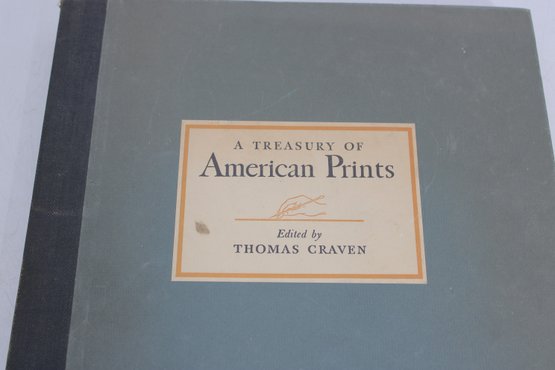 A TREASURY OF
American Prints
Edited by
THOMAS CRAVEN